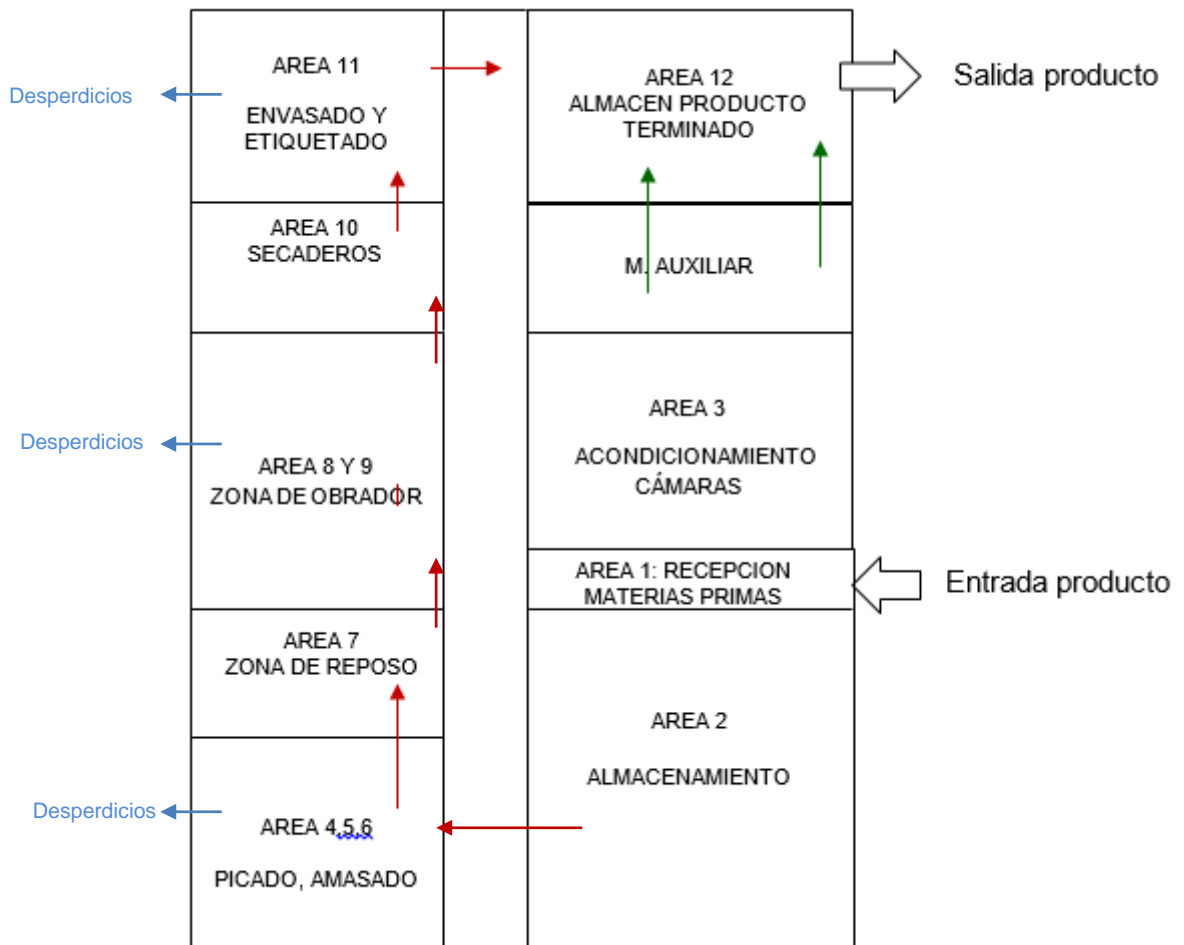 AREA 11
ENVASADO Y
ETIQUETADO
Desperdicios
AREA 12
ALMACEN PRODUCTO
TERMINADO
Salida producto
AREA 10
SECADEROS
M. AUXILIAR
AREA 3
ACONDICIONAMIENTO
CÁMARAS
Desperdicios
AREA 8 Y 9
ZONA DE OBRADOR
AREA 1: RECEPCION
MATERIAS PRIMAS
Entrada producto
AREA 7
ZONA DE REPOSO
AREA 2
ALMACENAMIENTO
Desperdicios
AREA 4,5,6
PICADO, AMASADO